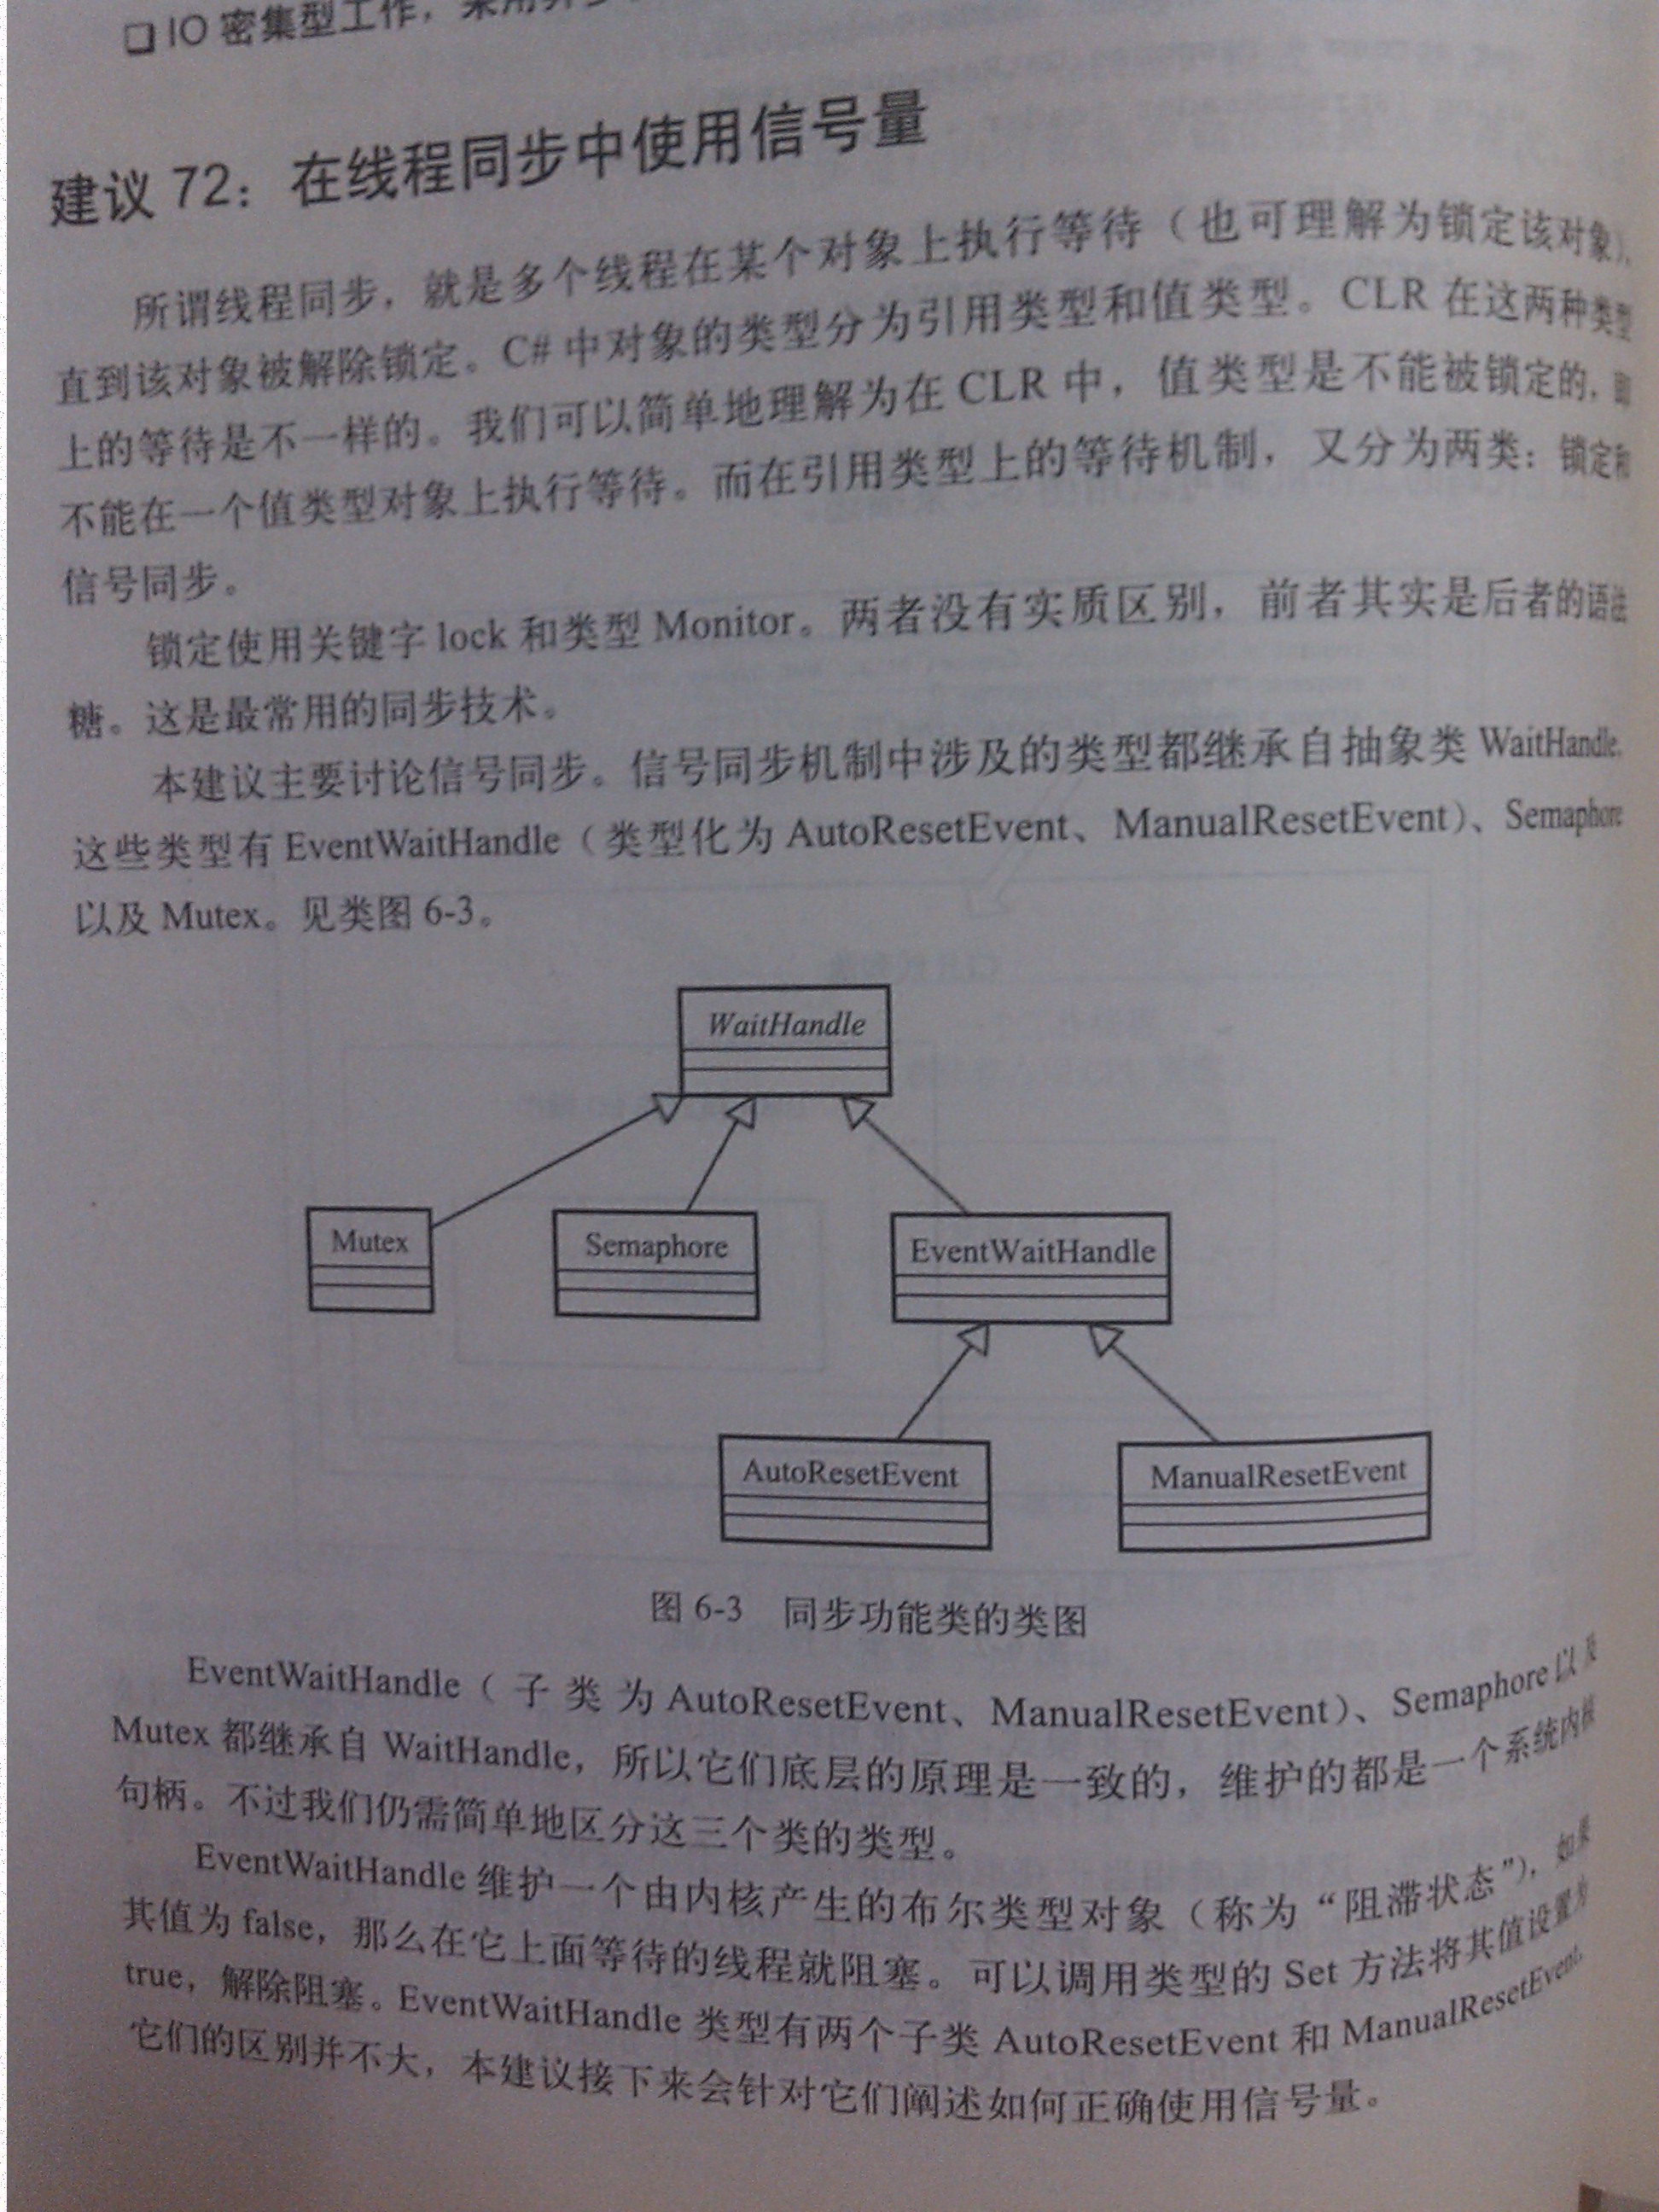 ❑ IO 密集型工作，采用异步
建议 72：在线程同步中使用信号量
所谓线程同步，就是多个线程在某个对象上执行等待（也可理解为锁定该对象），
直到该对象被解除锁定。C# 中对象的类型分为引用类型和值类型。CLR 在这两种类型
上的等待是不一样的。我们可以简单地理解为在 CLR 中，值类型是不能被锁定的，
不能在一个值类型对象上执行等待。而在引用类型上的等待机制，又分为两类：锁定和
信号同步。
锁定使用关键字 lock 和类型 Monitor。两者没有实质区别，前者其实是后者的语法
糖。这是最常用的同步技术。
本建议主要讨论信号同步。信号同步机制中涉及的类型都继承自抽象类 WaitHandle，
这些类型有 EventWaitHandle（类型化为 AutoResetEvent、ManualResetEvent）、Semaphore
以及 Mutex。见类图 6-3。
WaitHandle
Mutex
Semaphore
EventWaitHandle
AutoResetEvent
ManualResetEvent
图 6-3 同步功能类的类图
EventWaitHandle（子类为 AutoResetEvent、ManualResetEvent）、Semaphore 以及
Mutex 都继承自 WaitHandle，所以它们底层的原理是一致的，维护的都是一个系统内核
句柄。不过我们仍需简单地区分这三个类的类型。
EventWaitHandle 维护一个由内核产生的布尔类型对象（称为“阻滞状态”），如果
其值为 false，那么在它上面等待的线程就阻塞。可以调用类型的 Set 方法将其值设置为
true，解除阻塞。EventWaitHandle 类型有两个子类 AutoResetEvent 和 ManualResetEvent，
它们的区别并不大，本建议接下来会针对它们阐述如何正确使用信号量。